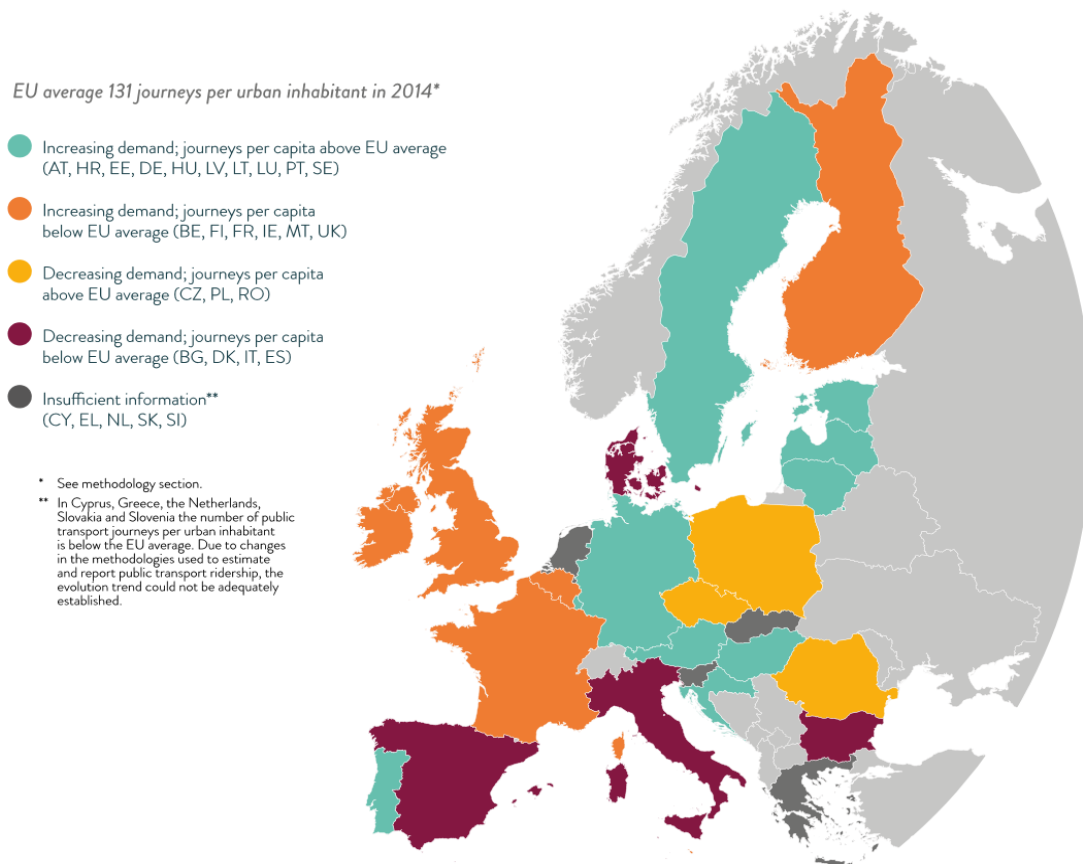 EU average 131 journeys per urban inhabitant in 2014*
Increasing demand; journeys per capita above EU average
(AT, HR, EE, DE, HU, LV, LT, LU, PT, SE)
Increasing demand; journeys per capita
below EU average (BE, FI, FR, IE, MT, UK)
Decreasing demand; journeys per capita
above EU average (CZ, PL, RO)
Decreasing demand; journeys per capita
below EU average (BG, DK, IT, ES)
Insufficient information**
(CY, EL, NL, SK, SI)
* See methodology section.
** In Cyprus, Greece, the Netherlands,
Slovakia and Slovenia the number of public
transport journeys per urban inhabitant
is below the EU average. Due to changes
in the methodologies used to estimate
and report public transport ridership, the
evolution trend could not be adequately
established.